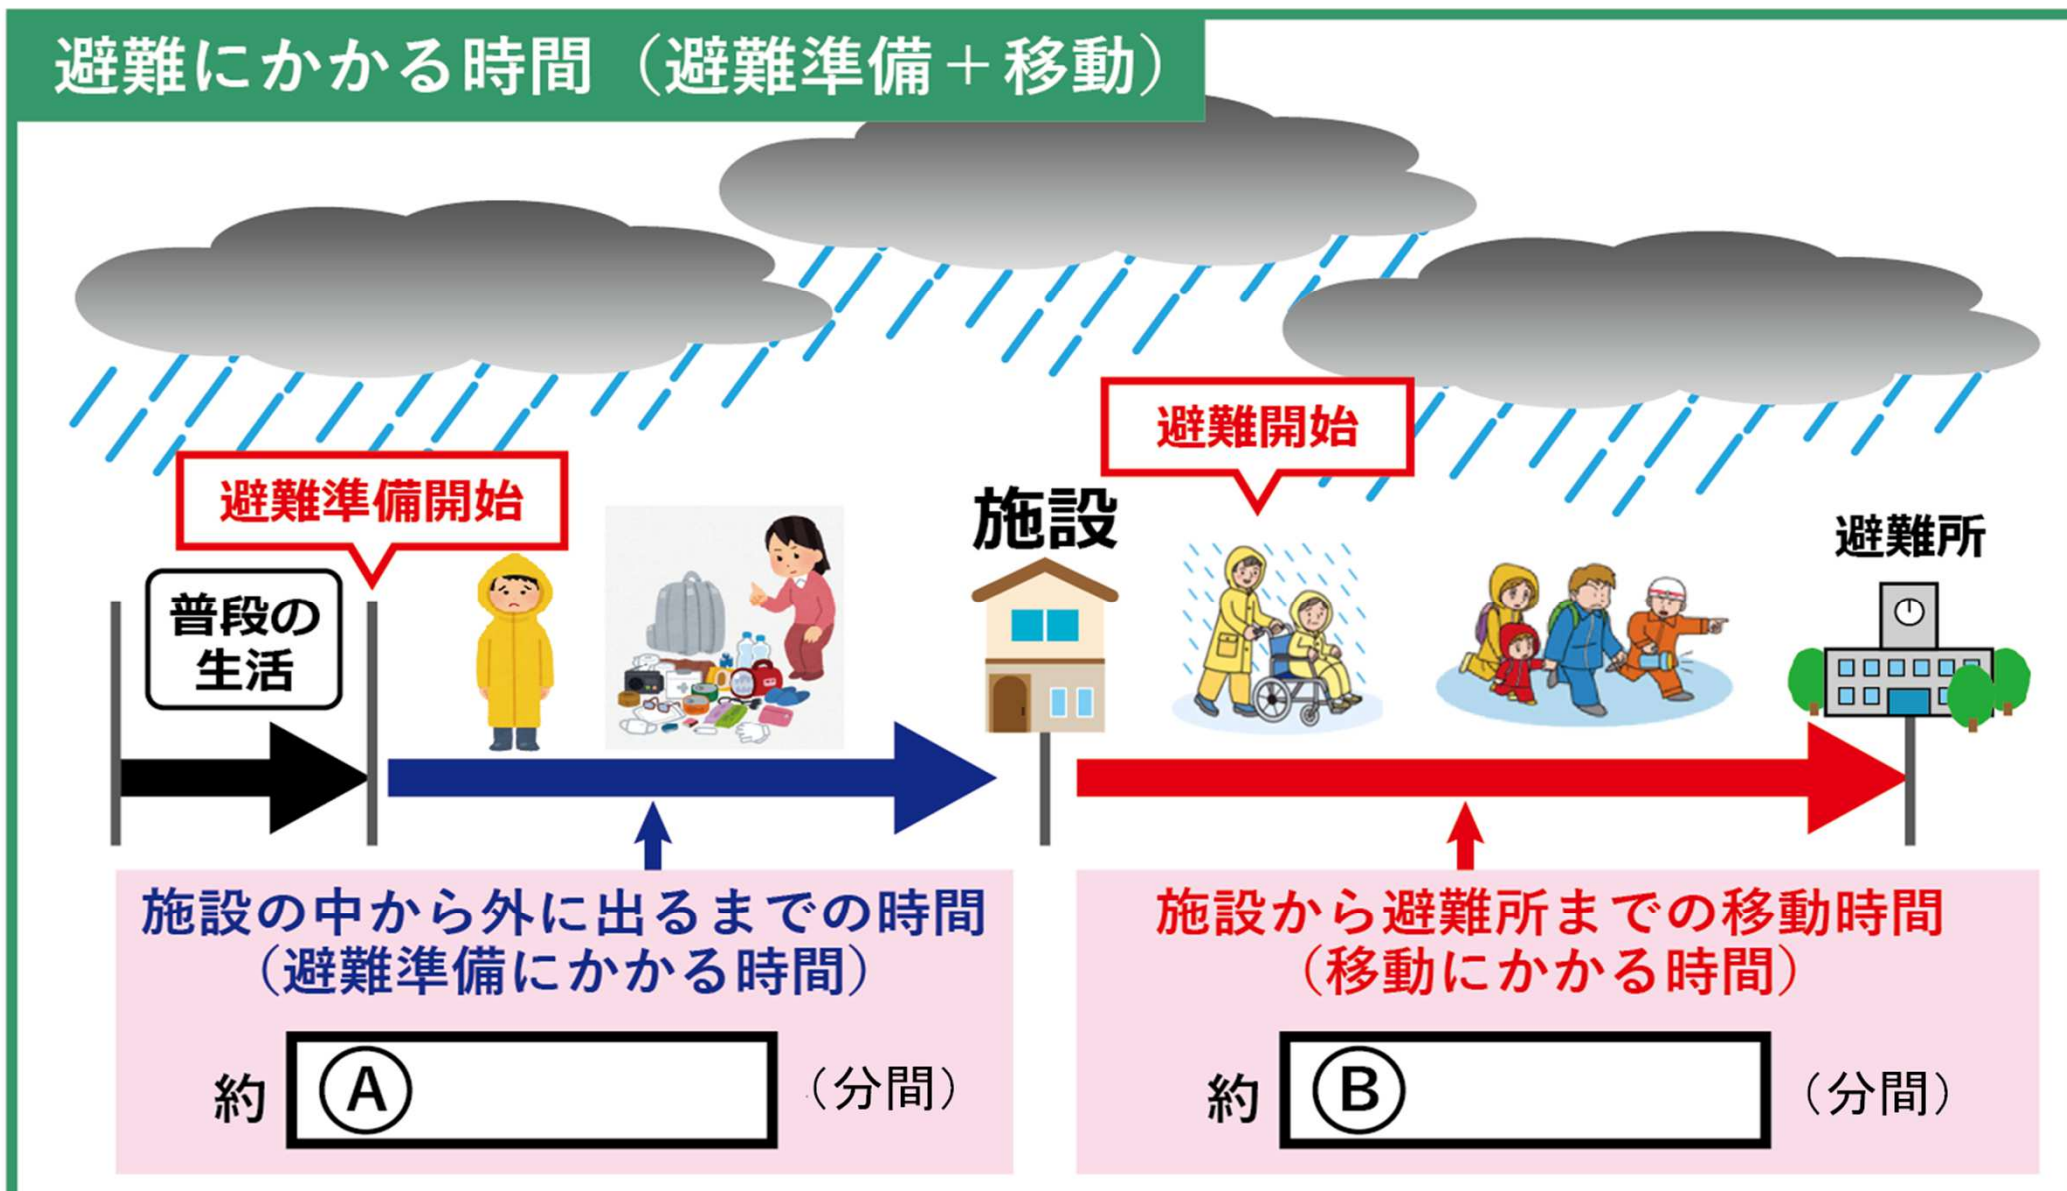 避難にかかる時間（避難準備＋移動）
避難開始
避難準備開始
施設
避難所
普段の
生活
施設の中から外に出るまでの時間
（避難準備にかかる時間）
約 Ⓐ （分間）
施設から避難所までの移動時間
（移動にかかる時間）
約 Ⓑ （分間）